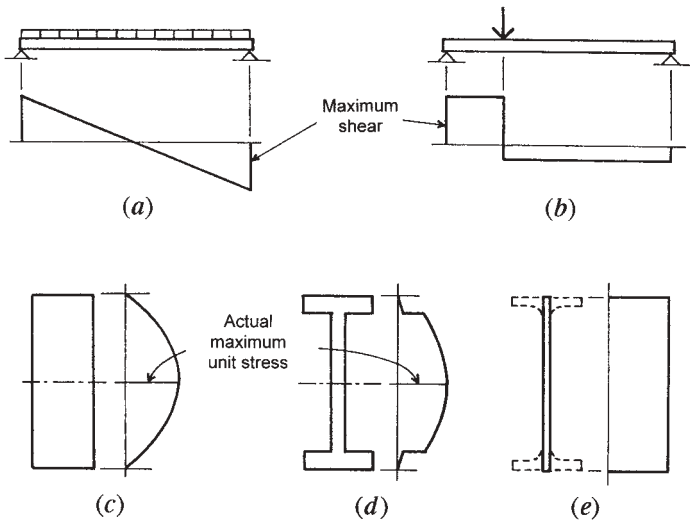 Maximum
shear
(a)
(b)
Actual
maximum
unit stress
(c)
(d)
(e)